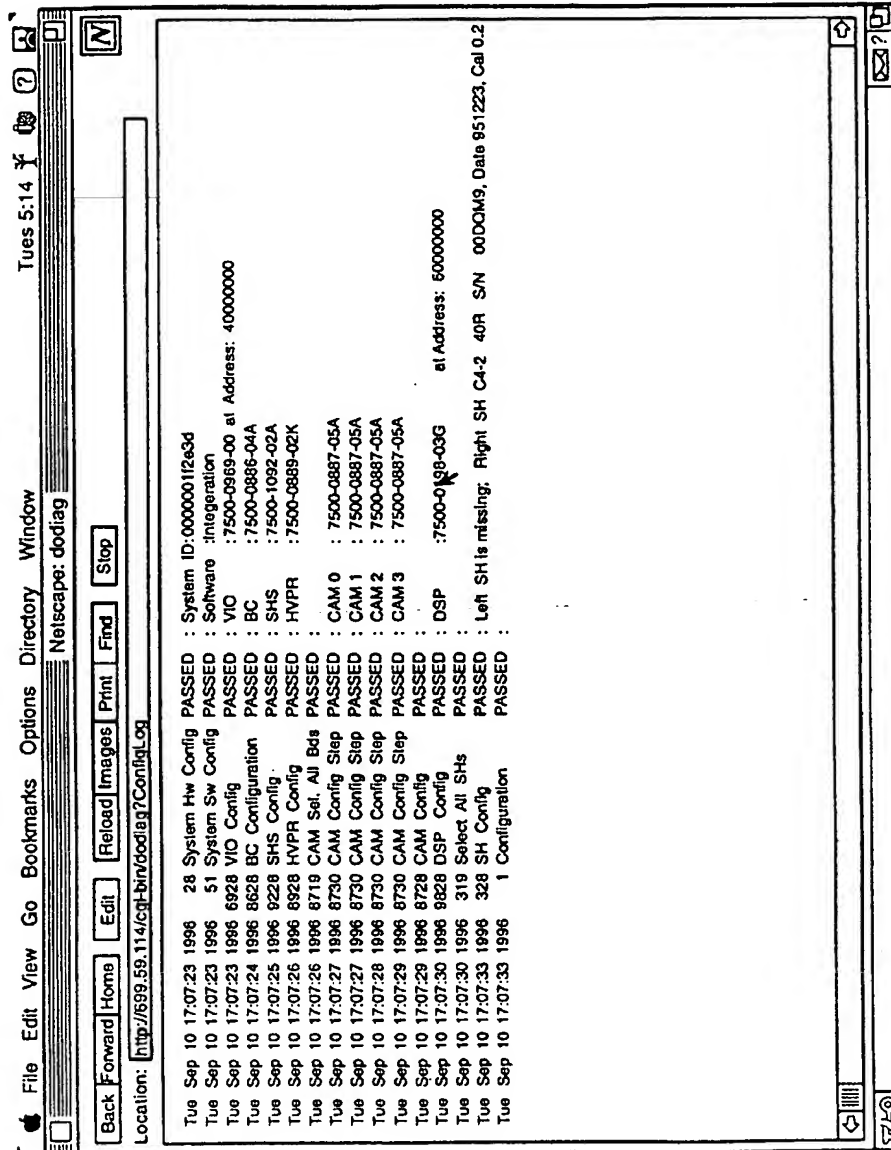 File Edit View Go Bookmarks Options Directory Window Tues 5:14 ?
Netscape: dodiag
Back Forward Home Edit Reload Images Print Find Stop N
Location: http://699.59.114/cgi-bin/dodiag?ConfigLog
Tue Sep 10 17:07:23 1996 28 System Hw Config PASSED : System ID:0000001f2e3d
Tue Sep 10 17:07:23 1996 51 System Sw Config PASSED : Software :Integeration
Tue Sep 10 17:07:23 1996 6928 VIO Config PASSED : VIO : 7500-0969-00 at Address: 40000000
Tue Sep 10 17:07:24 1996 8628 BC Configuration PASSED : BC : 7500-0886-04A
Tue Sep 10 17:07:25 1996 9228 SHS Config PASSED : SHS : 7500-1092-02A
Tue Sep 10 17:07:26 1996 8928 HVPR Config PASSED : HVPR : 7500-0889-02K
Tue Sep 10 17:07:26 1996 8719 CAM Sel. All Bds PASSED :
Tue Sep 10 17:07:27 1996 8730 CAM Config Step PASSED : CAM 0 : 7500-0887-05A
Tue Sep 10 17:07:27 1996 8730 CAM Config Step PASSED : CAM 1 : 7500-0887-05A
Tue Sep 10 17:07:28 1996 8730 CAM Config Step PASSED : CAM 2 : 7500-0887-05A
Tue Sep 10 17:07:29 1996 8730 CAM Config Step PASSED : CAM 3 : 7500-0887-05A
Tue Sep 10 17:07:29 1996 8728 CAM Config PASSED :
Tue Sep 10 17:07:30 1996 9828 DSP Config PASSED : DSP at Address: 60000000
Tue Sep 10 17:07:30 1996 319 Select All SHs PASSED :
Tue Sep 10 17:07:33 1996 328 SH Config PASSED : Left SH is missing; Right SH C4-2 40R S/N 00DOM9, Date 951223, Cal 0.2
Tue Sep 10 17:07:33 1996 1 Configuration PASSED :
?